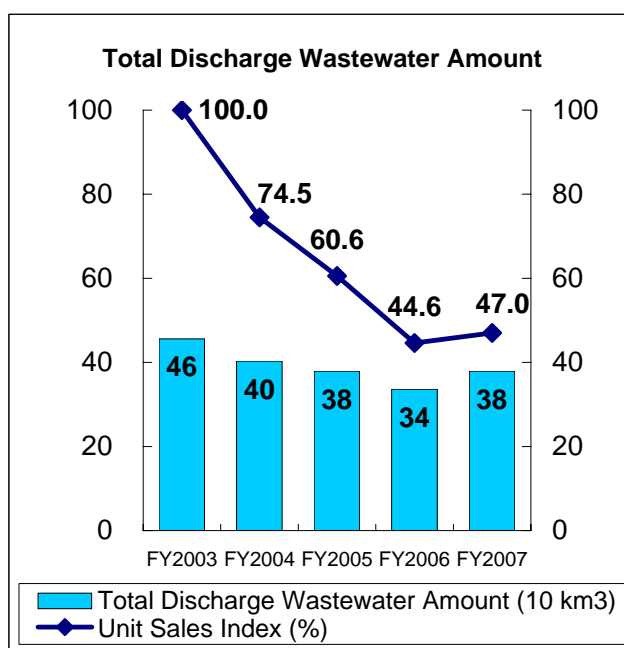 Total Discharge Wastewater Amount
100 100.0 100
80 74.5 80
60.6
60 44.6 47.0 60
40 46 40 38 34 38 40
20 20
0 0
FY2003 FY2004 FY2005 FY2006 FY2007
Total Discharge Wastewater Amount (10 km3)
Unit Sales Index (%)